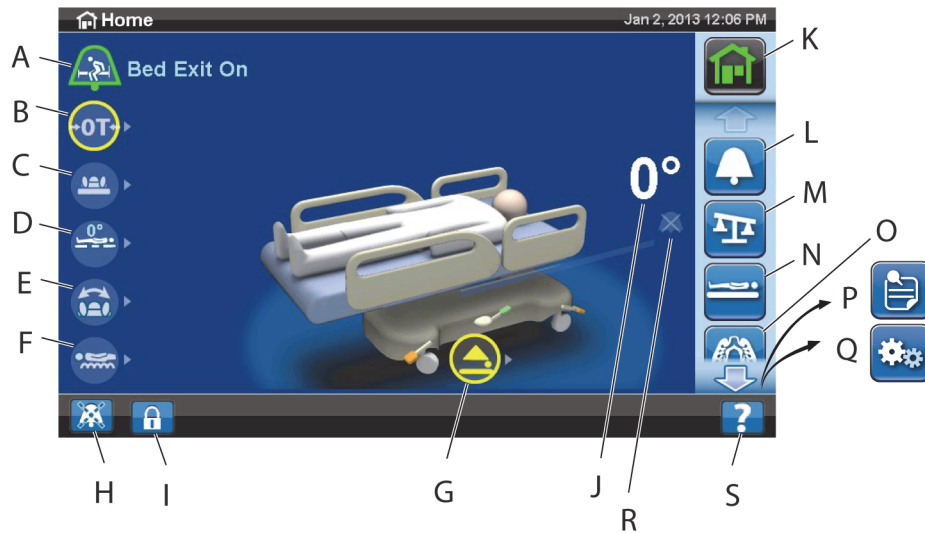 Home
Jan 2, 2013 12:06 PM
K
A
Bed Exit On
B
→0T←
L
C
0°
M
D
0°
O
N
E
P
F
Q
?
H
I
G
J
R
S